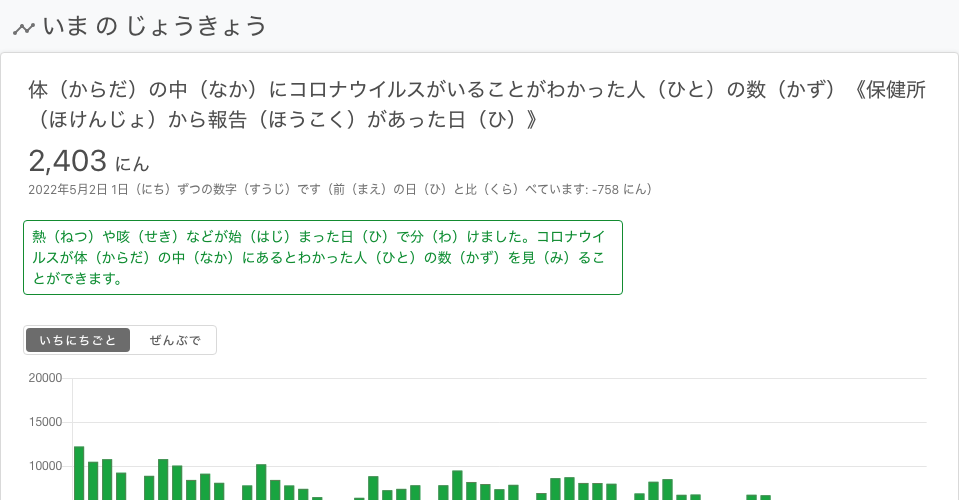 いま の じょうきょう
体（からだ）の中（なか）にコロナウイルスがいることがわかった人（ひと）の数（かず）《保健所
（ほけんじょ）から報告（ほうこく）があった日（ひ）》
2,403 にん
2022年5月2日 1日（にち）ずつの数字（すうじ）です（前（まえ）の日（ひ）と比（くら）べています: -758 にん）
熱（ねつ）や咳（せき）などが始（はじ）まった日（ひ）で分（わ）けました。コロナウイ
ルスが体（からだ）の中（なか）にあるとわかった人（ひと）の数（かず）を見（み）るこ
とができます。
いちにちごと ぜんぶで
20000
15000
10000